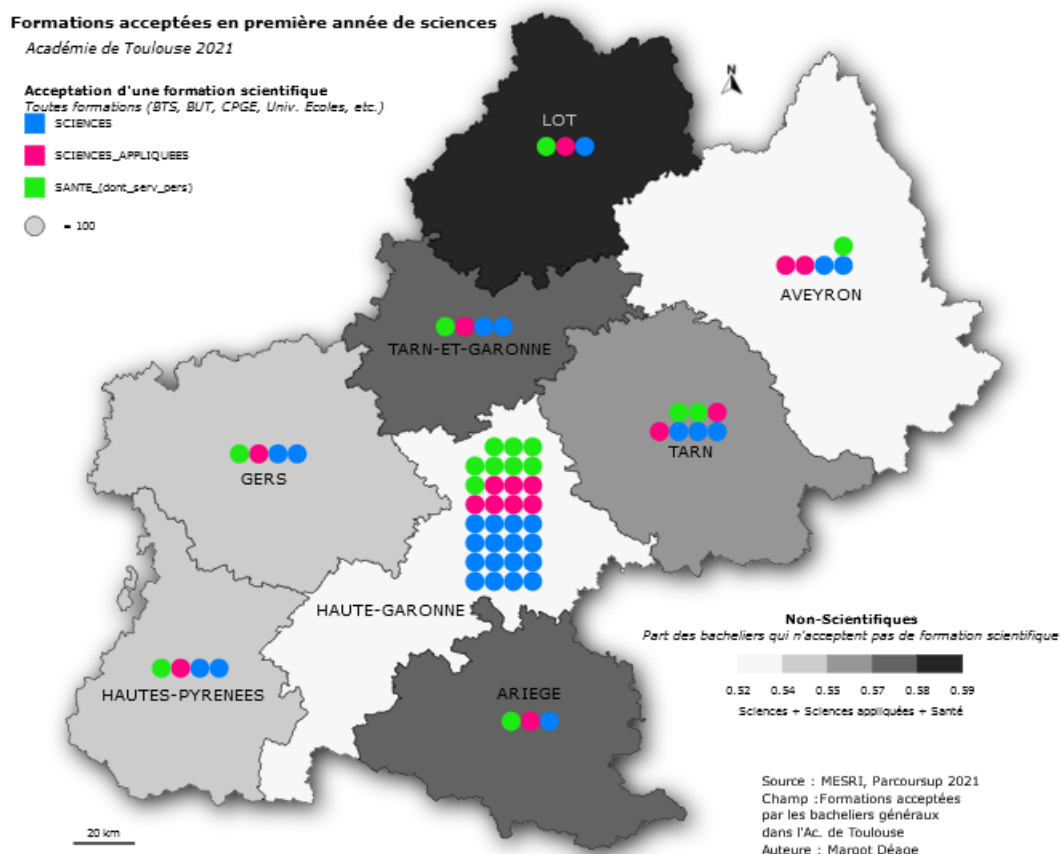 Formations acceptées en première année de sciences
Académie de Toulouse 2021
Acceptation d'une formation scientifique
Toutes formations (BTS, BUT, CPGE, Univ. Ecoles, etc.)
SCIENCES
SCIENCES_APPLIQUEES
SANTE_(dont_serv_pers)
= 100
N
LOT
AVEYRON
TARN-ET-GARONNE
TARN
GERS
HAUTE-GARONNE
HAUTES-PYRENEES
ARIEGE
Non-Scientifiques
Part des bacheliers qui n'acceptent pas de formation scientifique
0.52 0.54 0.55 0.57 0.58 0.59
Sciences + Sciences appliquées + Santé
Source : MESRI, Parcoursup 2021
Champ :Formations acceptées
par les bacheliers généraux
dans l'Ac. de Toulouse
Auteure : Margot Déage
20 km